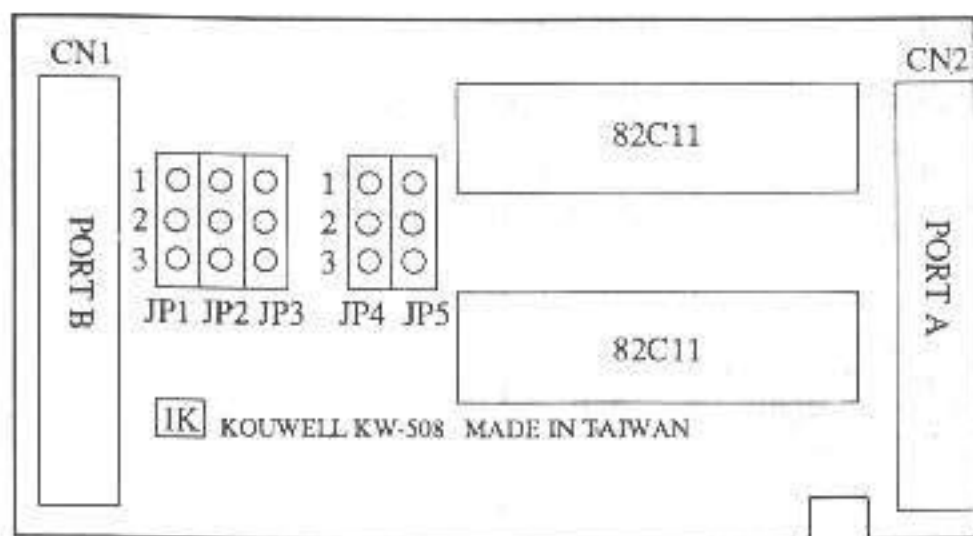 CN1
CN2
82C11
1
2
3
1
2
3
PORT B
PORT A
JP1 JP2 JP3
JP4 JP5
82C11
IK KOUWELL KW-508 MADE IN TAIWAN